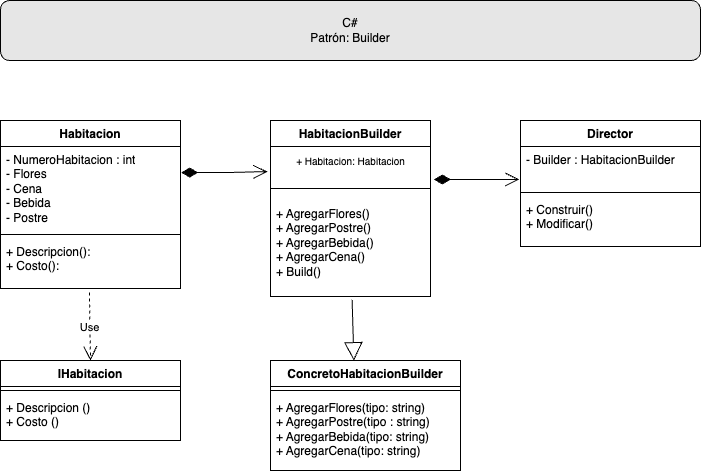 C#
Patrón: Builder
Habitacion
- NumeroHabitacion : int
- Flores
- Cena
- Bebida
- Postre
+ Descripcion():
+ Costo():
HabitacionBuilder
+ Habitacion: Habitacion
+ AgregarFlores()
+ AgregarPostre()
+ AgregarBebida()
+ AgregarCena()
+ Build()
Director
- Builder : HabitacionBuilder
+ Construir()
+ Modificar()
Use
IHabitacion
+ Descripcion ()
+ Costo ()
ConcretoHabitacionBuilder
+ AgregarFlores(tipo: string)
+ AgregarPostre(tipo : string)
+ AgregarBebida(tipo: string)
+ AgregarCena(tipo: string)